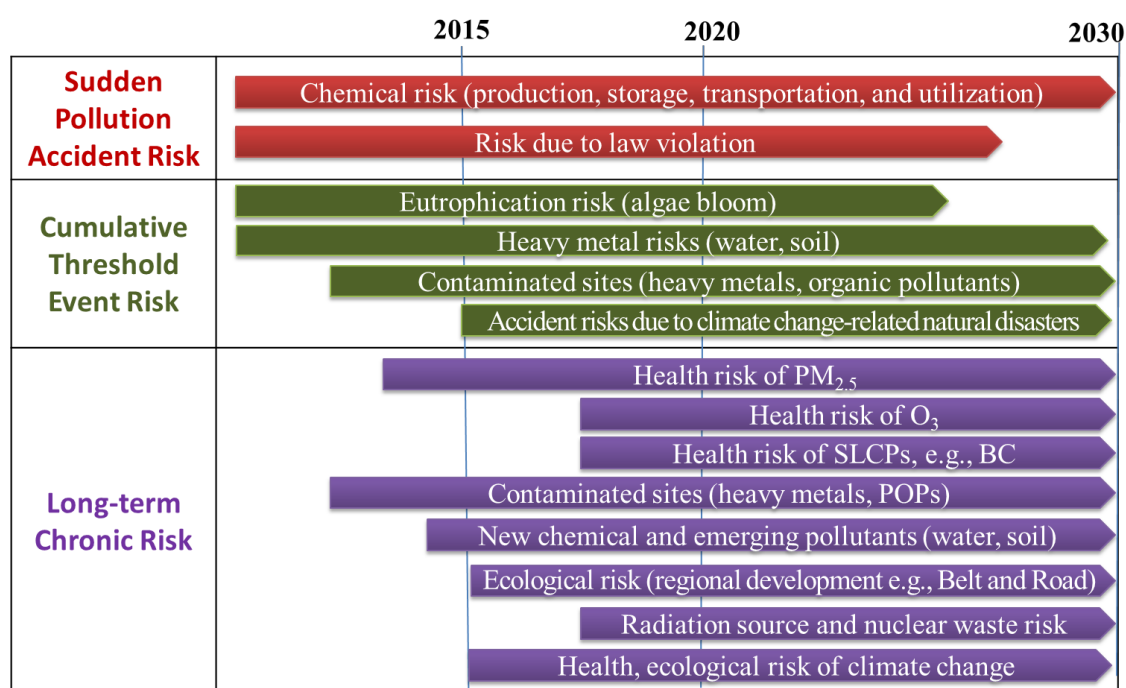 2015
2020
2030
Sudden
Pollution
Accident Risk
Chemical risk (production, storage, transportation, and utilization)
Risk due to law violation
Cumulative
Threshold
Event Risk
Eutrophication risk (algae bloom)
Heavy metal risks (water, soil)
Contaminated sites (heavy metals, organic pollutants)
Accident risks due to climate change-related natural disasters
Long-term
Chronic Risk
Health risk of PM₂.₅
Health risk of O₃
Health risk of SLCPs, e.g., BC
Contaminated sites (heavy metals, POPs)
New chemical and emerging pollutants (water, soil)
Ecological risk (regional development e.g., Belt and Road)
Radiation source and nuclear waste risk
Health, ecological risk of climate change